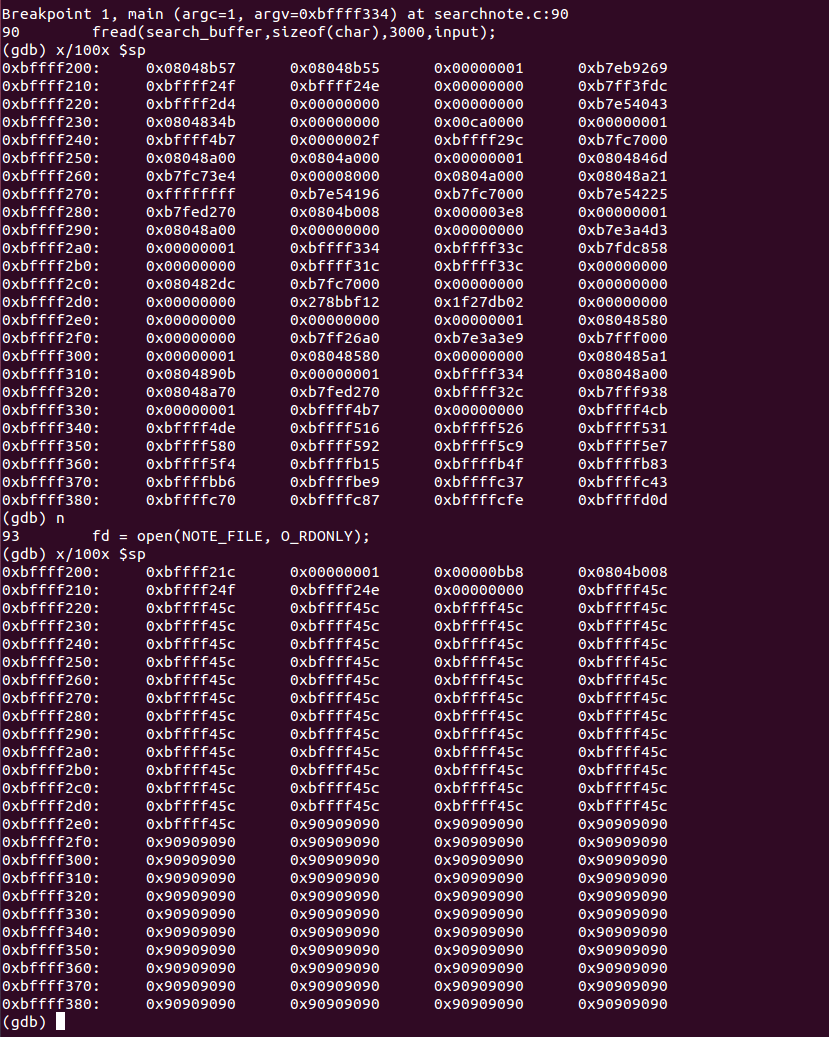 Breakpoint 1, main (argc=1, argv=0xbffff334) at searchnote.c:90
90        fread(search_buffer,sizeof(char),3000,input);
(gdb) x/100x $sp
0xbffff200:     0x08048b57      0x08048b55      0x00000001      0xb7eb9269
0xbffff210:     0xbffff24f      0xbffff24e      0x00000000      0xb7ff3fdc
0xbffff220:     0xbffff2d4      0x00000000      0x00000000      0xb7e54043
0xbffff230:     0x0804834b      0x00000000      0x00ca0000      0x00000001
0xbffff240:     0xbffff4b7      0x0000002f      0xbffff29c      0xb7fc7000
0xbffff250:     0x08048a00      0x0804a000      0x00000001      0x0804846d
0xbffff260:     0xb7fc73e4      0x00008000      0x0804a000      0x08048a21
0xbffff270:     0xffffffff      0xb7e54196      0xb7fc7000      0xb7e54225
0xbffff280:     0xb7fed270      0x0804b008      0x000003e8      0x00000001
0xbffff290:     0x08048a00      0x00000000      0x00000000      0xb7e3a4d3
0xbffff2a0:     0x00000001      0xbffff334      0xbffff33c      0xb7fdc858
0xbffff2b0:     0x00000000      0xbffff31c      0xbffff33c      0x00000000
0xbffff2c0:     0x080482dc      0xb7fc7000      0x00000000      0x00000000
0xbffff2d0:     0x00000000      0x278bbf12      0x1f27db02      0x00000000
0xbffff2e0:     0x00000000      0x00000000      0x00000001      0x08048580
0xbffff2f0:     0x00000000      0xb7ff26a0      0xb7e3a3e9      0xb7fff000
0xbffff300:     0x00000001      0x08048580      0x00000000      0x080485a1
0xbffff310:     0x0804890b      0x00000001      0xbffff334      0x08048a00
0xbffff320:     0x08048a70      0xb7fed270      0xbffff32c      0xb7fff938
0xbffff330:     0x00000001      0xbffff4b7      0x00000000      0xbffff4cb
0xbffff340:     0xbffff4de      0xbffff516      0xbffff526      0xbffff531
0xbffff350:     0xbffff580      0xbffff592      0xbffff5c9      0xbffff5e7
0xbffff360:     0xbffff5f4      0xbffffb15      0xbffffb4f      0xbffffb83
0xbffff370:     0xbffffbb6      0xbffffbe9      0xbffffc37      0xbffffc43
0xbffff380:     0xbffffc70      0xbffffc87      0xbffffcfe      0xbffffd0d
(gdb) n
93        fd = open(NOTE_FILE, O_RDONLY);
(gdb) x/100x $sp
0xbffff200:     0xbffff21c      0x00000001      0x00000bb8      0x0804b008
0xbffff210:     0xbffff24f      0xbffff24e      0x00000000      0xbffff45c
0xbffff220:     0xbffff45c      0xbffff45c      0xbffff45c      0xbffff45c
0xbffff230:     0xbffff45c      0xbffff45c      0xbffff45c      0xbffff45c
0xbffff240:     0xbffff45c      0xbffff45c      0xbffff45c      0xbffff45c
0xbffff250:     0xbffff45c      0xbffff45c      0xbffff45c      0xbffff45c
0xbffff260:     0xbffff45c      0xbffff45c      0xbffff45c      0xbffff45c
0xbffff270:     0xbffff45c      0xbffff45c      0xbffff45c      0xbffff45c
0xbffff280:     0xbffff45c      0xbffff45c      0xbffff45c      0xbffff45c
0xbffff290:     0xbffff45c      0xbffff45c      0xbffff45c      0xbffff45c
0xbffff2a0:     0xbffff45c      0xbffff45c      0xbffff45c      0xbffff45c
0xbffff2b0:     0xbffff45c      0xbffff45c      0xbffff45c      0xbffff45c
0xbffff2c0:     0xbffff45c      0xbffff45c      0xbffff45c      0xbffff45c
0xbffff2d0:     0xbffff45c      0xbffff45c      0xbffff45c      0xbffff45c
0xbffff2e0:     0xbffff45c      0x90909090      0x90909090      0x90909090
0xbffff2f0:     0x90909090      0x90909090      0x90909090      0x90909090
0xbffff300:     0x90909090      0x90909090      0x90909090      0x90909090
0xbffff310:     0x90909090      0x90909090      0x90909090      0x90909090
0xbffff320:     0x90909090      0x90909090      0x90909090      0x90909090
0xbffff330:     0x90909090      0x90909090      0x90909090      0x90909090
0xbffff340:     0x90909090      0x90909090      0x90909090      0x90909090
0xbffff350:     0x90909090      0x90909090      0x90909090      0x90909090
0xbffff360:     0x90909090      0x90909090      0x90909090      0x90909090
0xbffff370:     0x90909090      0x90909090      0x90909090      0x90909090
0xbffff380:     0x90909090      0x90909090      0x90909090      0x90909090
(gdb)